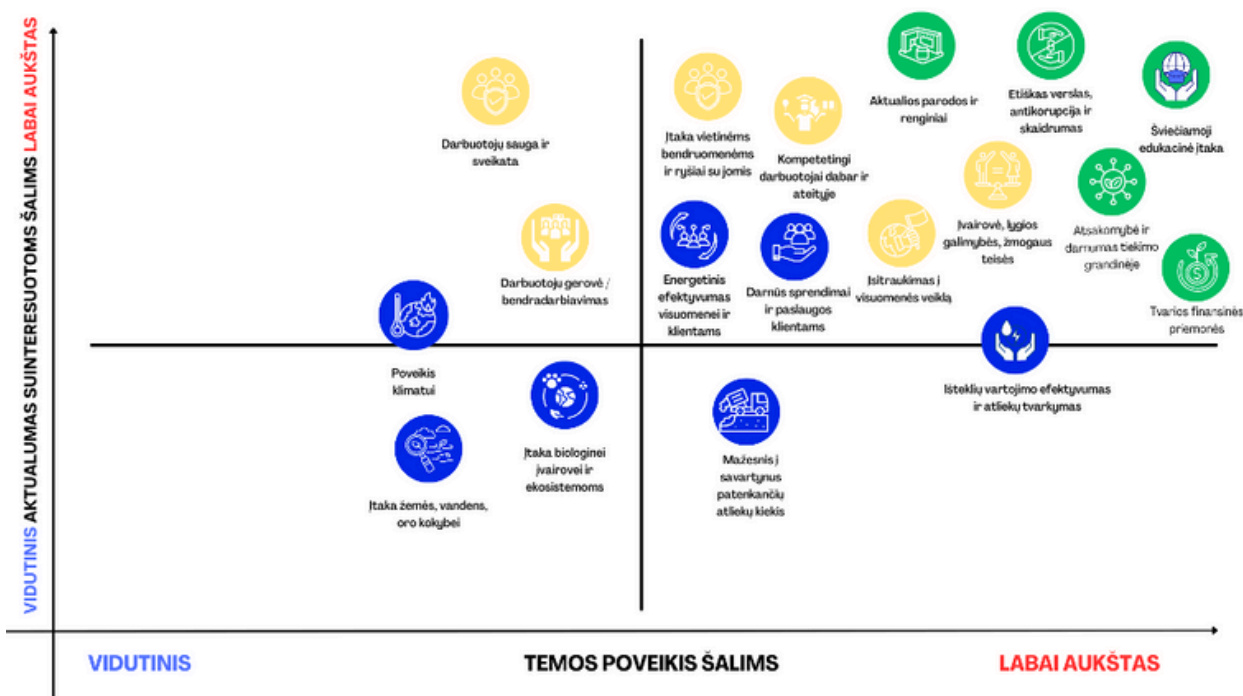 VIDUTINIS AKTUALUMAS SUINTERESUOTOMS ŠALIMS LABAI AUKŠTAS
Darbuotojų sauga ir
sveikata
Įtaka vietinėms
bendruomenėms
ir ryšiai su jomis
Kompetetingi
darbuotojai dabar ir
ateityje
Aktualios parodos ir
renginiai
Etiškas verslas,
antikorupcija ir
skaidrumas
Šviečiamoji
edukacinė įtaka
Darbuotojų gerovė /
bendradarbiavimas
Energetinis
efektyvumas
visuomenei ir
klientams
Darnūs sprendimai
ir paslaugos
klientams
Įsitraukimas į
visuomenės veiklą
Įvairovė, lygios
galimybės, žmogaus
teisės
Atsakomybė ir
darnumas tiekimo
grandinėje
Tvarios finansinės
priemonės
Poveikis
klimatui
Įtaka žemės, vandens,
oro kokybei
Įtaka biologinei
įvairovei ir
ekosistemoms
Mažesnis į
savartynus
patenkančių
atliekų kiekis
Išteklių vartojimo efektyvumas
ir atliekų tvarkymas
VIDUTINIS TEMOS POVEIKIS ŠALIMS LABAI AUKŠTAS